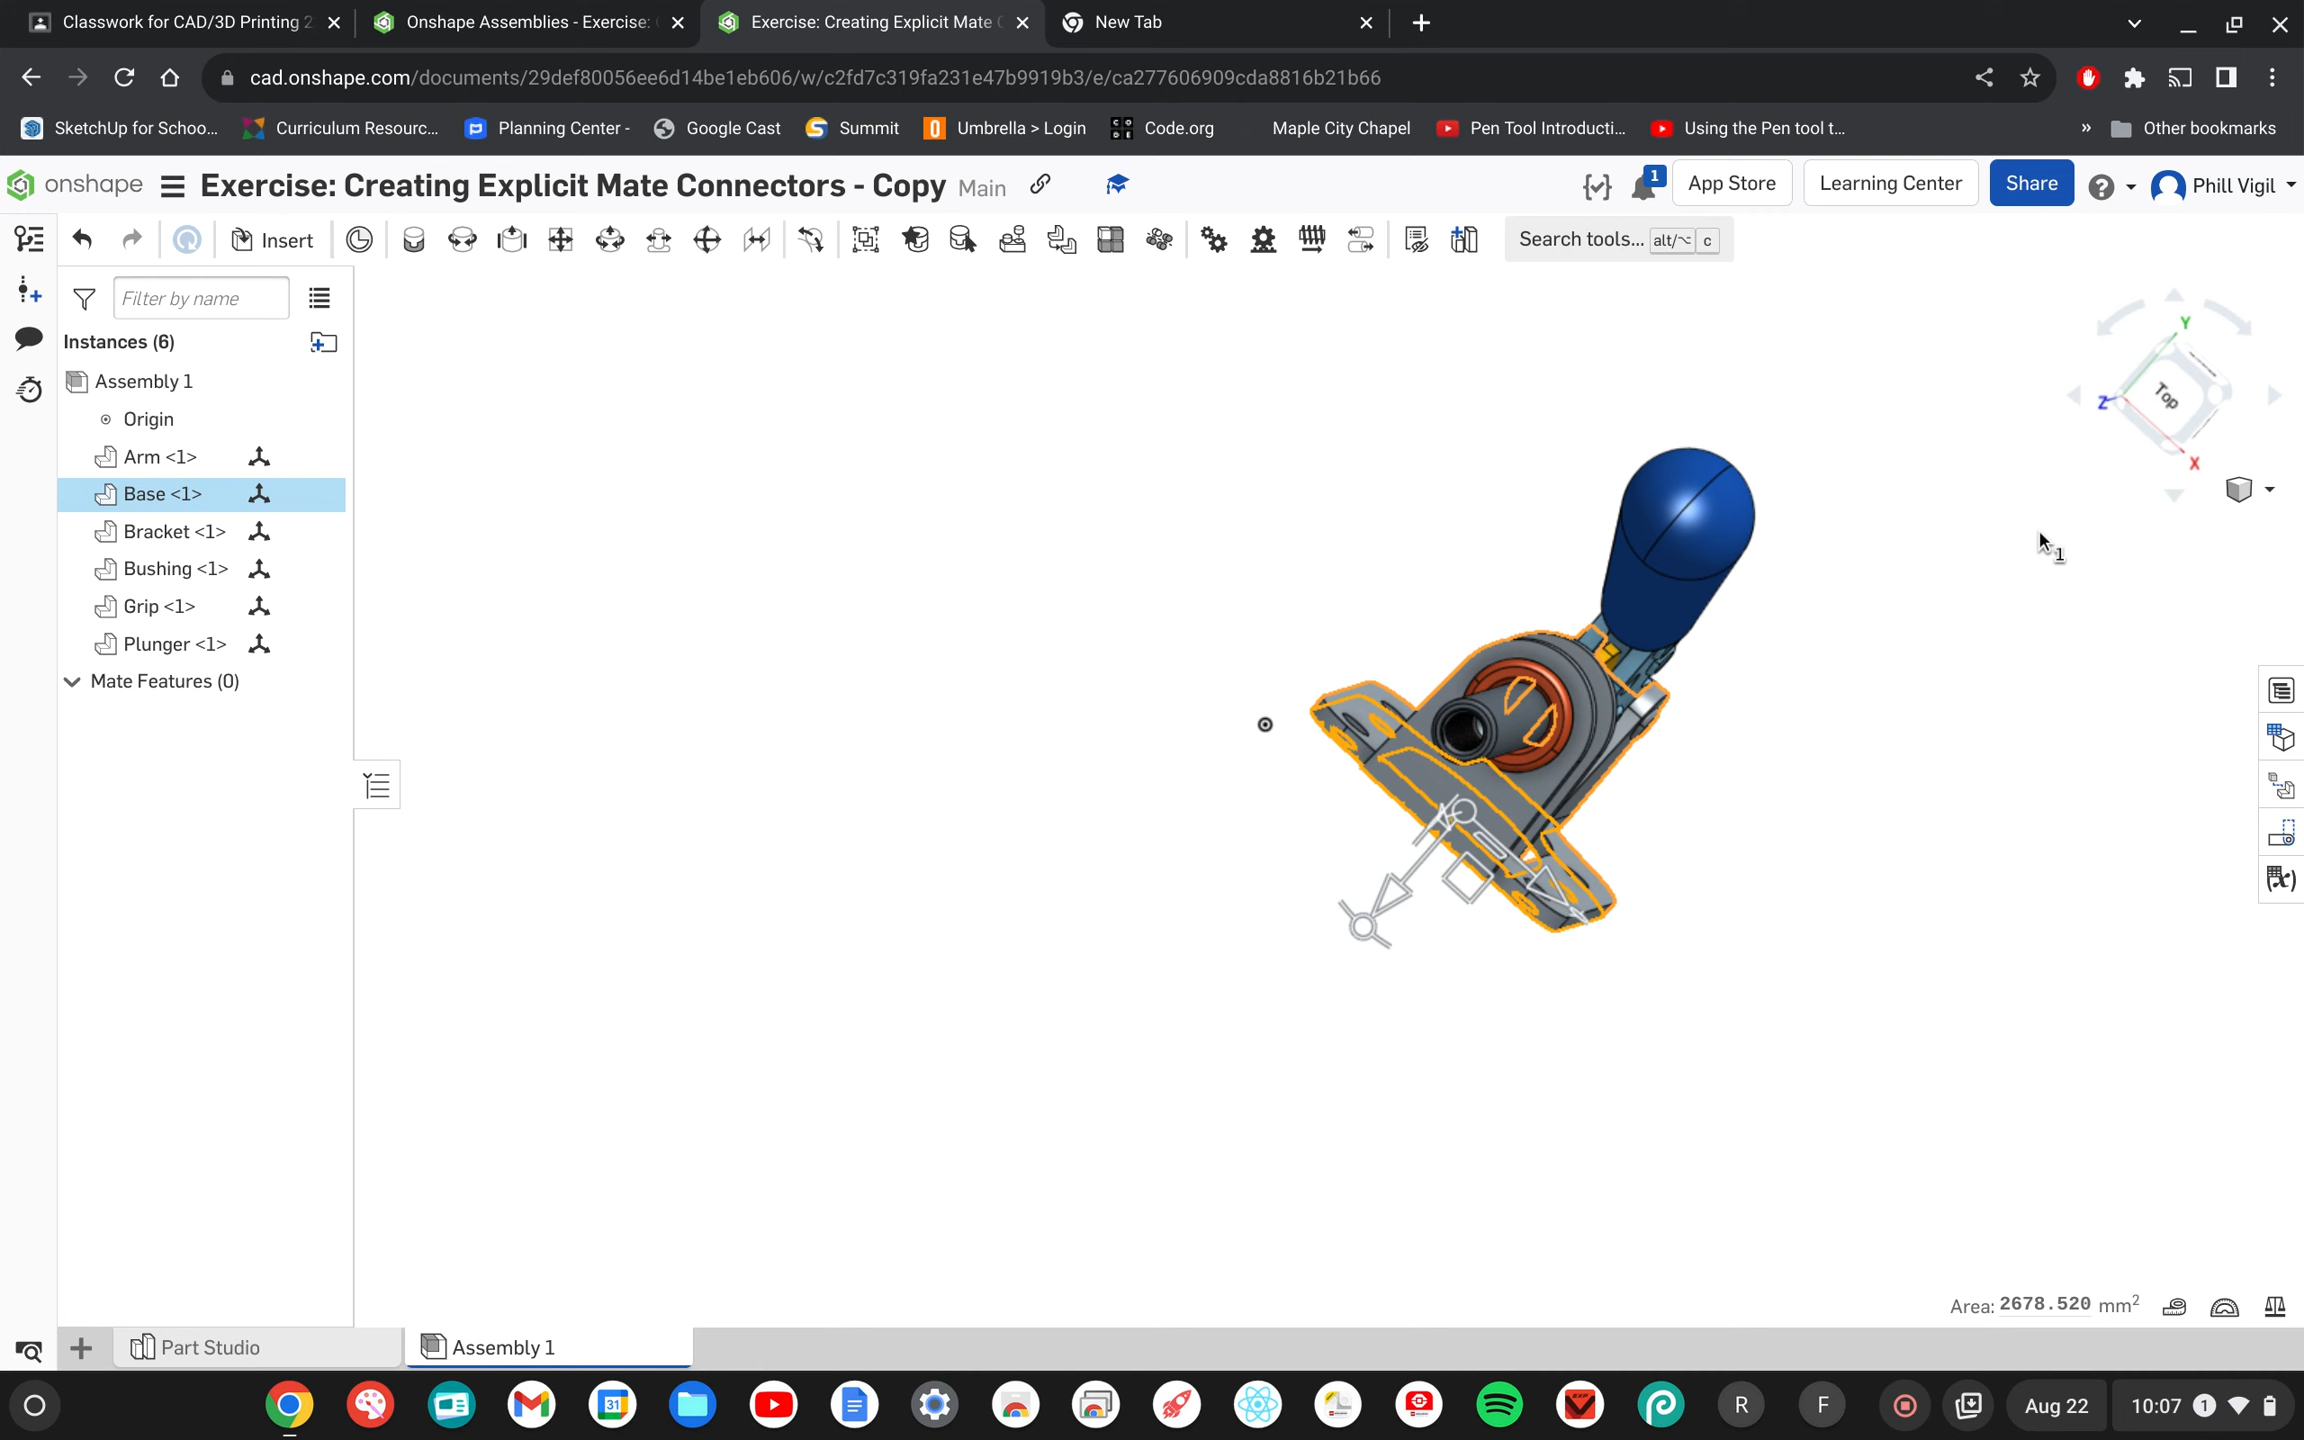 Classwork for CAD/3D Printing 2
Onshape Assemblies - Exercise:
Exercise: Creating Explicit Mate C
New Tab
cad.onshape.com/documents/29def80056ee6d14be1eb606/w/c2fd7c319fa231e47b9919b3/e/ca277606909cda8816b21b66
SketchUp for Schoo...
Curriculum Resourc...
Planning Center -
Google Cast
Summit
Umbrella > Login
Code.org
Maple City Chapel
Pen Tool Introducti...
Using the Pen tool t...
»
Other bookmarks
onshape
Exercise: Creating Explicit Mate Connectors - Copy
Main
1
App Store
Learning Center
Share
Phill Vigil
Insert
Search tools... alt/⌥ c
Filter by name
Instances (6)
Assembly 1
Origin
Arm <1>
Base <1>
Bracket <1>
Bushing <1>
Grip <1>
Plunger <1>
Mate Features (0)
Y
Top
Z
X
1
Area: 2678.520 mm²
Part Studio
Assembly 1
31
R
F
Aug 22
10:07
1